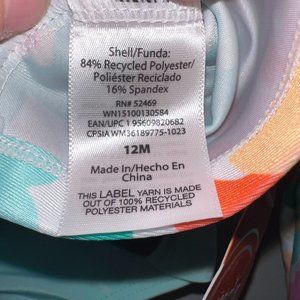 Shell/Funda:
84% Recycled Polyester/
Poliéster Reciclado
16% Spandex
RN# 52469
WN15100130584
EAN/UPC 1 95609820682
CPSIA WM36189775-1023
12M
Made in/Hecho En
China
THIS LABEL YARN IS MADE
OUT OF 100% RECYCLED
POLYESTER MATERIALS